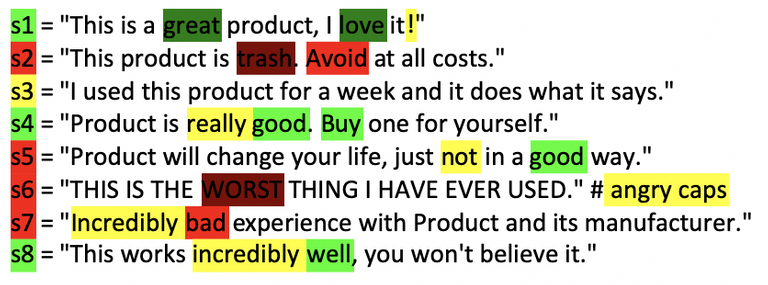 s1 = "This is a great product, I love it!"
s2 = "This product is trash. Avoid at all costs."
s3 = "I used this product for a week and it does what it says."
s4 = "Product is really good. Buy one for yourself."
s5 = "Product will change your life, just not in a good way."
s6 = "THIS IS THE WORST THING I HAVE EVER USED." # angry caps
s7 = "Incredibly bad experience with Product and its manufacturer."
s8 = "This works incredibly well, you won't believe it."